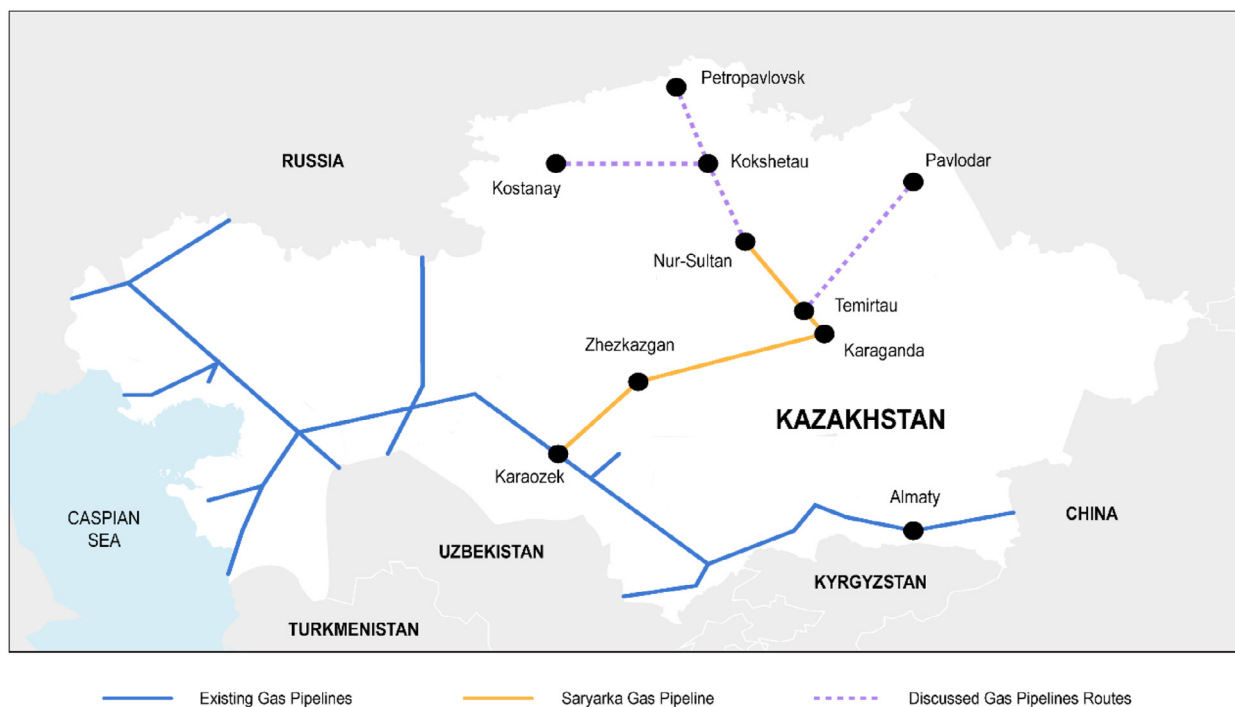 Petropavlovsk
RUSSIA
Kokshetau
Pavlodar
Kostanay
Nur-Sultan
Temirtau
Zhezkazgan
Karaganda
KAZAKHSTAN
Karaozek
Almaty
CASPIAN
SEA
CHINA
UZBEKISTAN
KYRGYZSTAN
TURKMENISTAN
Existing Gas Pipelines
Saryarka Gas Pipeline
Discussed Gas Pipelines Routes